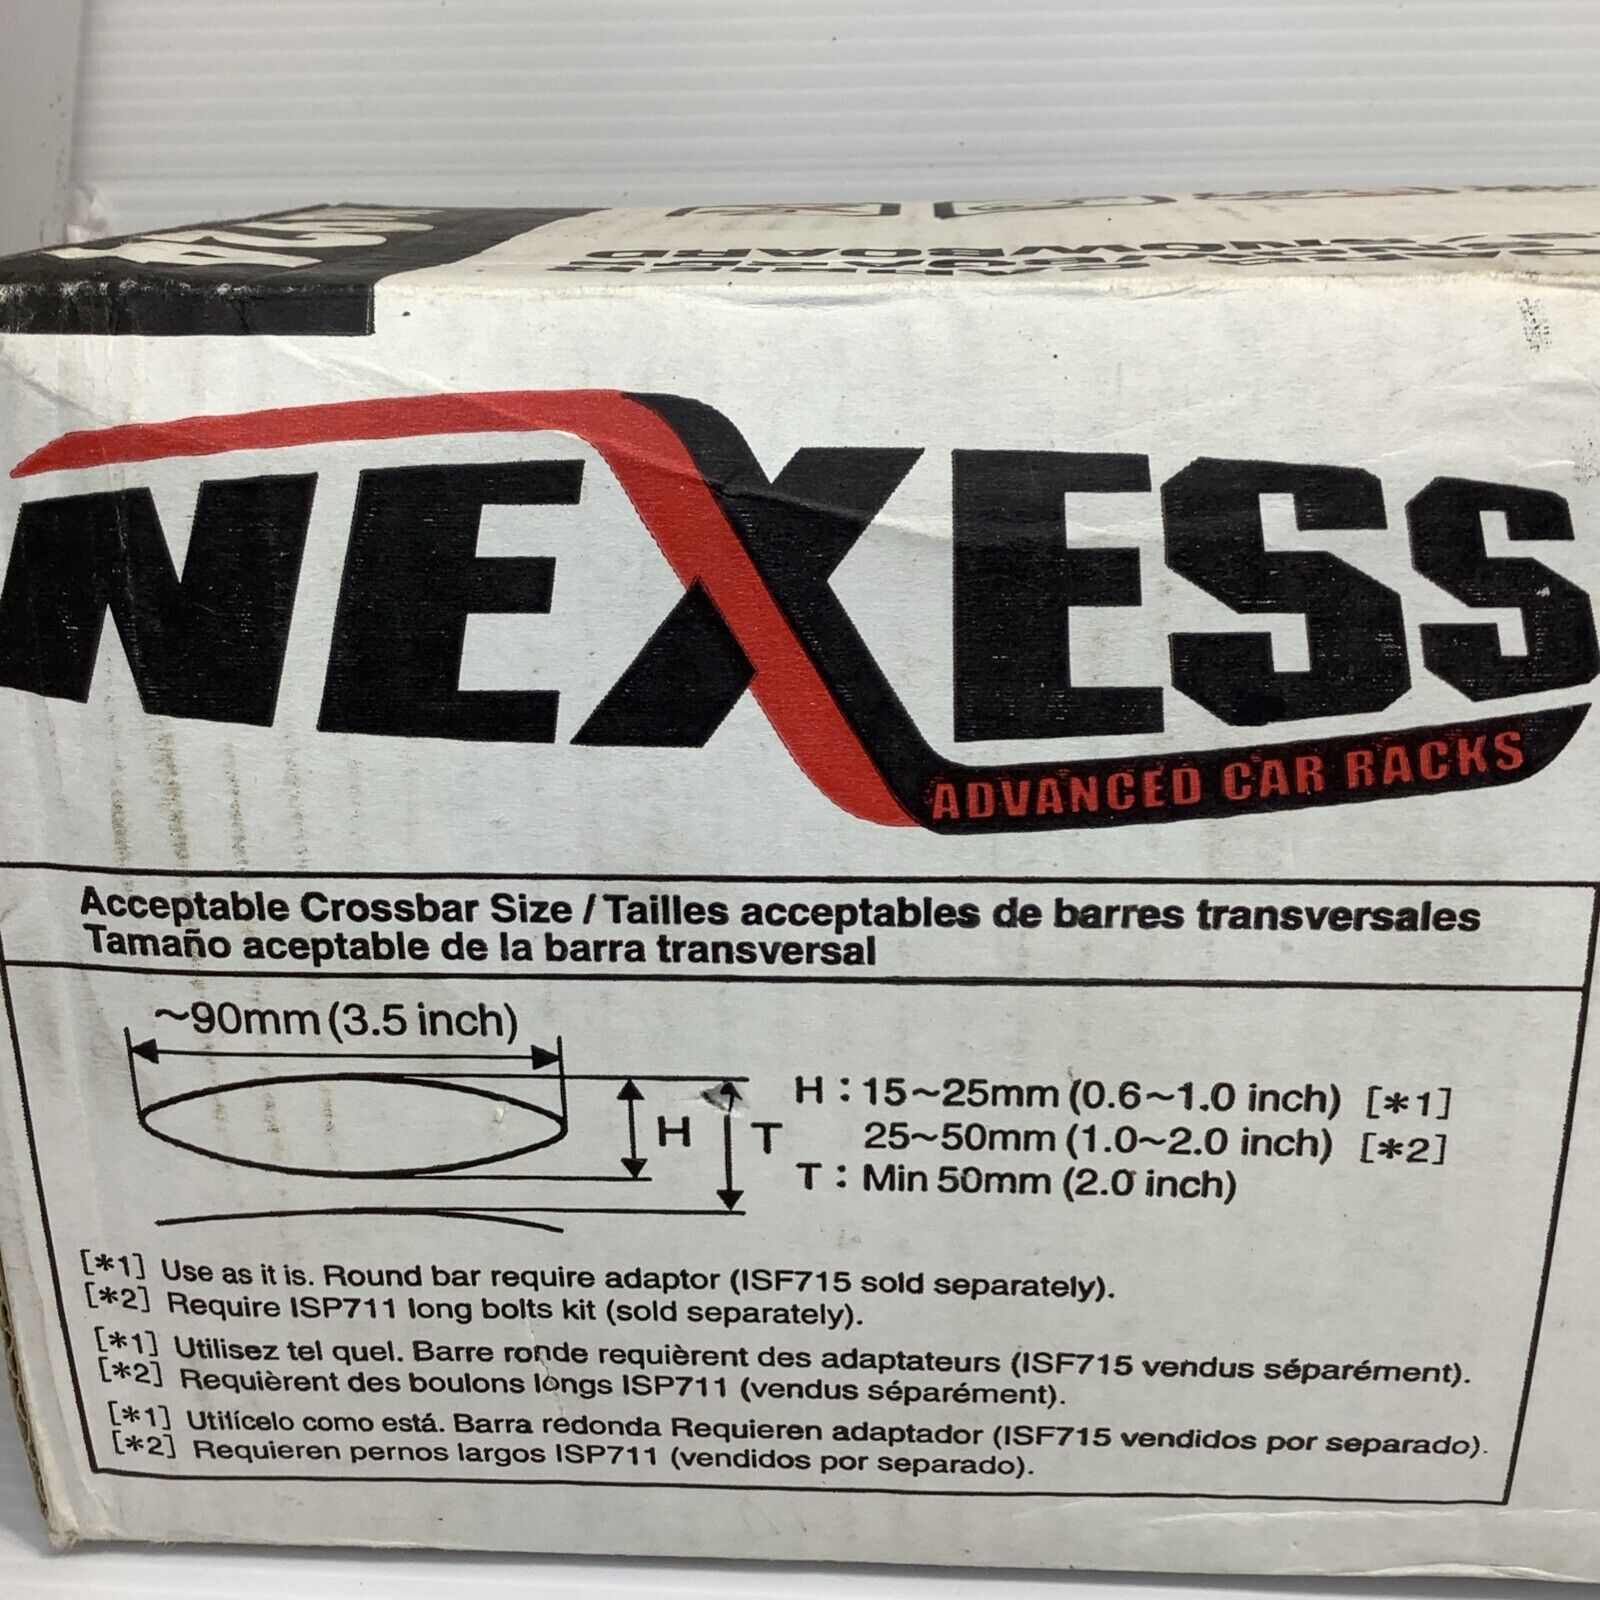 NEXESS
ADVANCED CAR RACKS
Acceptable Crossbar Size / Tailles acceptables de barres transversales
Tamaño aceptable de la barra transversal
~90mm (3.5 inch)
H
T
H : 15~25mm (0.6~1.0 inch) [*1]
25~50mm (1.0~2.0 inch) [*2]
T : Min 50mm (2.0 inch)
[*1] Use as it is. Round bar require adaptor (ISF715 sold separately).
[*2] Require ISP711 long bolts kit (sold separately).
[*1] Utilisez tel quel. Barre ronde requièrent des adaptateurs (ISF715 vendus séparément).
[*2] Requièrent des boulons longs ISP711 (vendus séparément).
[*1] Utilícelo como está. Barra redonda Requieren adaptador (ISF715 vendidos por separado).
[*2] Requieren pernos largos ISP711 (vendidos por separado).